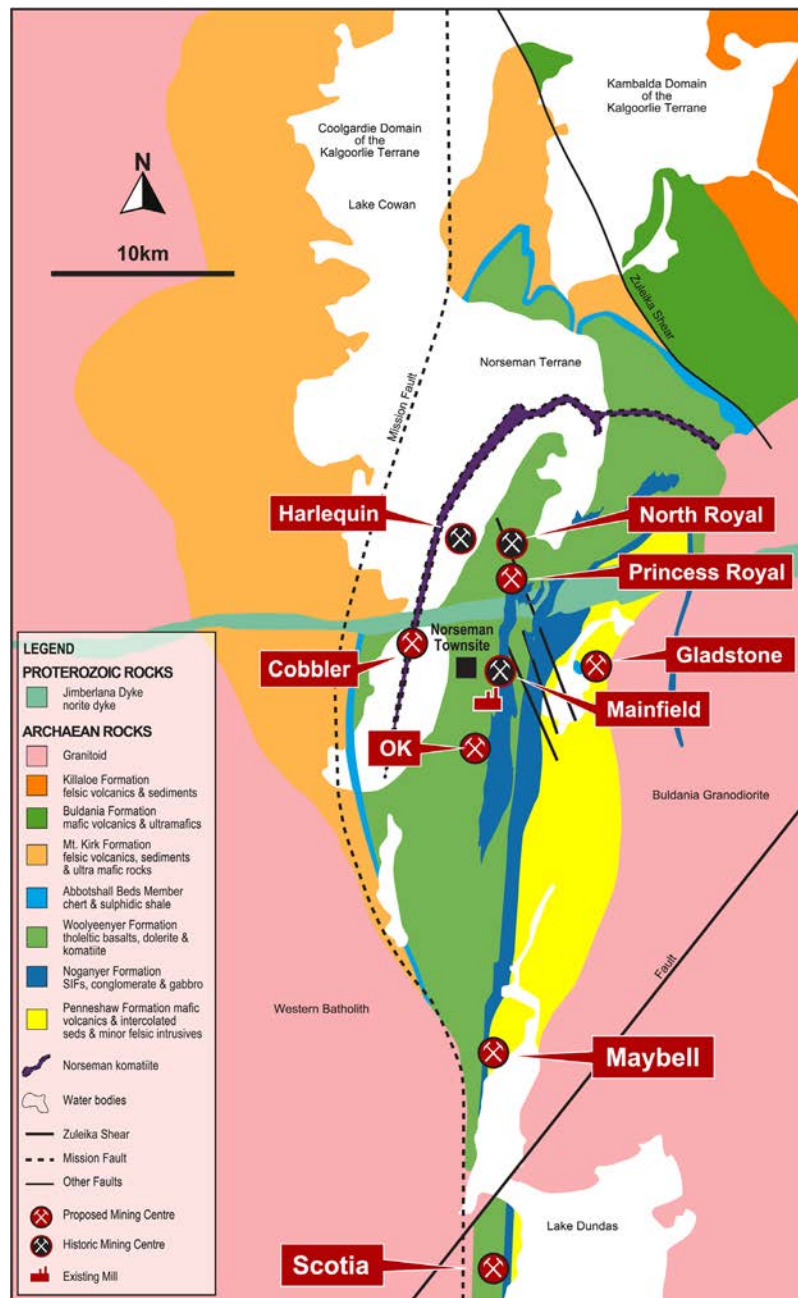 Kambalda Domain
of the
Kalgoorlie Terrane
Coolgardie Domain
of the
Kalgoorlie Terrane
N
Lake Cowan
10km
Zuleika Shear
Norseman Terrane
Mission Fault
Harlequin
North Royal
Princess Royal
Norseman
Townsite
Cobbler
Gladstone
Mainfield
OK
Buldania Granodiorite
Fault
Western Batholith
Maybell
Lake Dundas
Scotia
LEGEND
PROTEROZOIC ROCKS
Jimberlana Dyke
norite dyke
ARCHAEAN ROCKS
Granitoid
Killaloe Formation
felsic volcanics & sediments
Buldania Formation
mafic volcanics & ultramafics
Mt. Kirk Formation
felsic volcanics, sediments
& ultra mafic rocks
Abbotshall Beds Member
chert & sulphidic shale
Woolyeenyer Formation
tholeltic basalts, dolerite &
komatiite
Noganyer Formation
SIFs, conglomerate & gabbro
Penneshaw Formation mafic
volcanics & intercolated
seds & minor felsic intrusives
Norseman komatiite
Water bodies
Zuleika Shear
Mission Fault
Other Faults
Proposed Mining Centre
Historic Mining Centre
Existing Mill